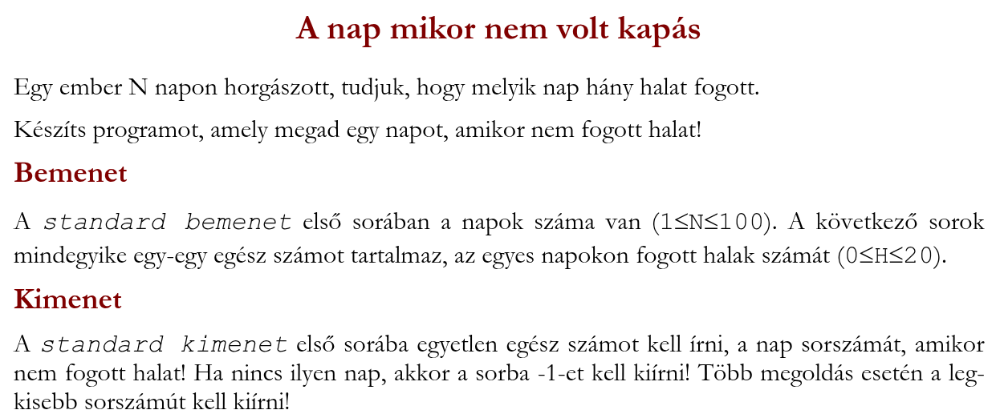 A nap mikor nem volt kapás
Egy ember N napon horgászott, tudjuk, hogy melyik nap hány halat fogott.
Készíts programot, amely megad egy napot, amikor nem fogott halat!
Bemenet
A standard bemenet első sorában a napok száma van (1≤N≤100). A következő sorok
mindegyike egy-egy egész számot tartalmaz, az egyes napokon fogott halak számát (0≤H≤20).
Kimenet
A standard kimenet első sorába egyetlen egész számot kell írni, a nap sorszámát, amikor
nem fogott halat! Ha nincs ilyen nap, akkor a sorba -1-et kell kiírni! Több megoldás esetén a leg-
kisebb sorszámút kell kiírni!